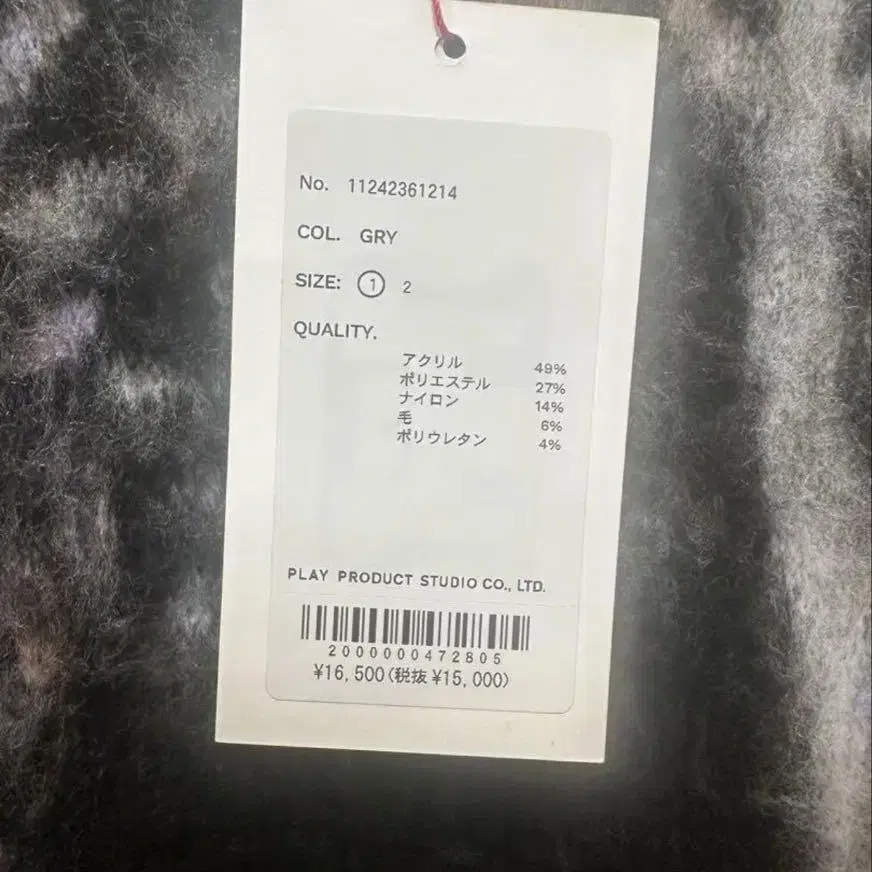 No. 11242361214
COL. GRY
SIZE: ① 2
QUALITY.
アクリル 49%
ポリエステル 27%
ナイロン 14%
毛 6%
ポリウレタン 4%
PLAY PRODUCT STUDIO CO., LTD.
2000000472805
¥16,500(税抜¥15,000)